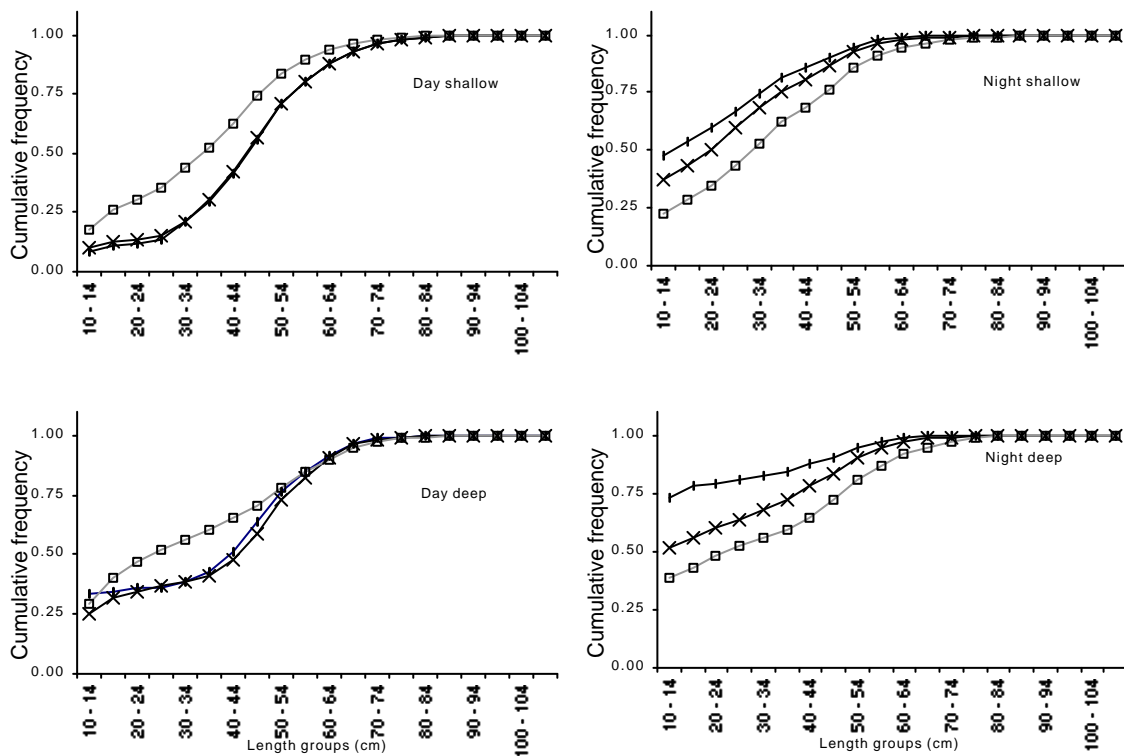 Cumulative frequency
1.00
0.75
0.50
0.25
0.00
Day shallow
10 - 14
20 - 24
30 - 34
40 - 44
50 - 54
60 - 64
70 - 74
80 - 84
90 - 94
100 - 104
Cumulative frequency
1.00
0.75
0.50
0.25
0.00
Night shallow
10 - 14
20 - 24
30 - 34
40 - 44
50 - 54
60 - 64
70 - 74
80 - 84
90 - 94
100 - 104
Cumulative frequency
1.00
0.75
0.50
0.25
0.00
Day deep
10 - 14
20 - 24
30 - 34
40 - 44
50 - 54
60 - 64
70 - 74
80 - 84
90 - 94
100 - 104
Length groups (cm)
Cumulative frequency
1.00
0.75
0.50
0.25
0.00
Night deep
10 - 14
20 - 24
30 - 34
40 - 44
50 - 54
60 - 64
70 - 74
80 - 84
90 - 94
100 - 104
Length groups (cm)